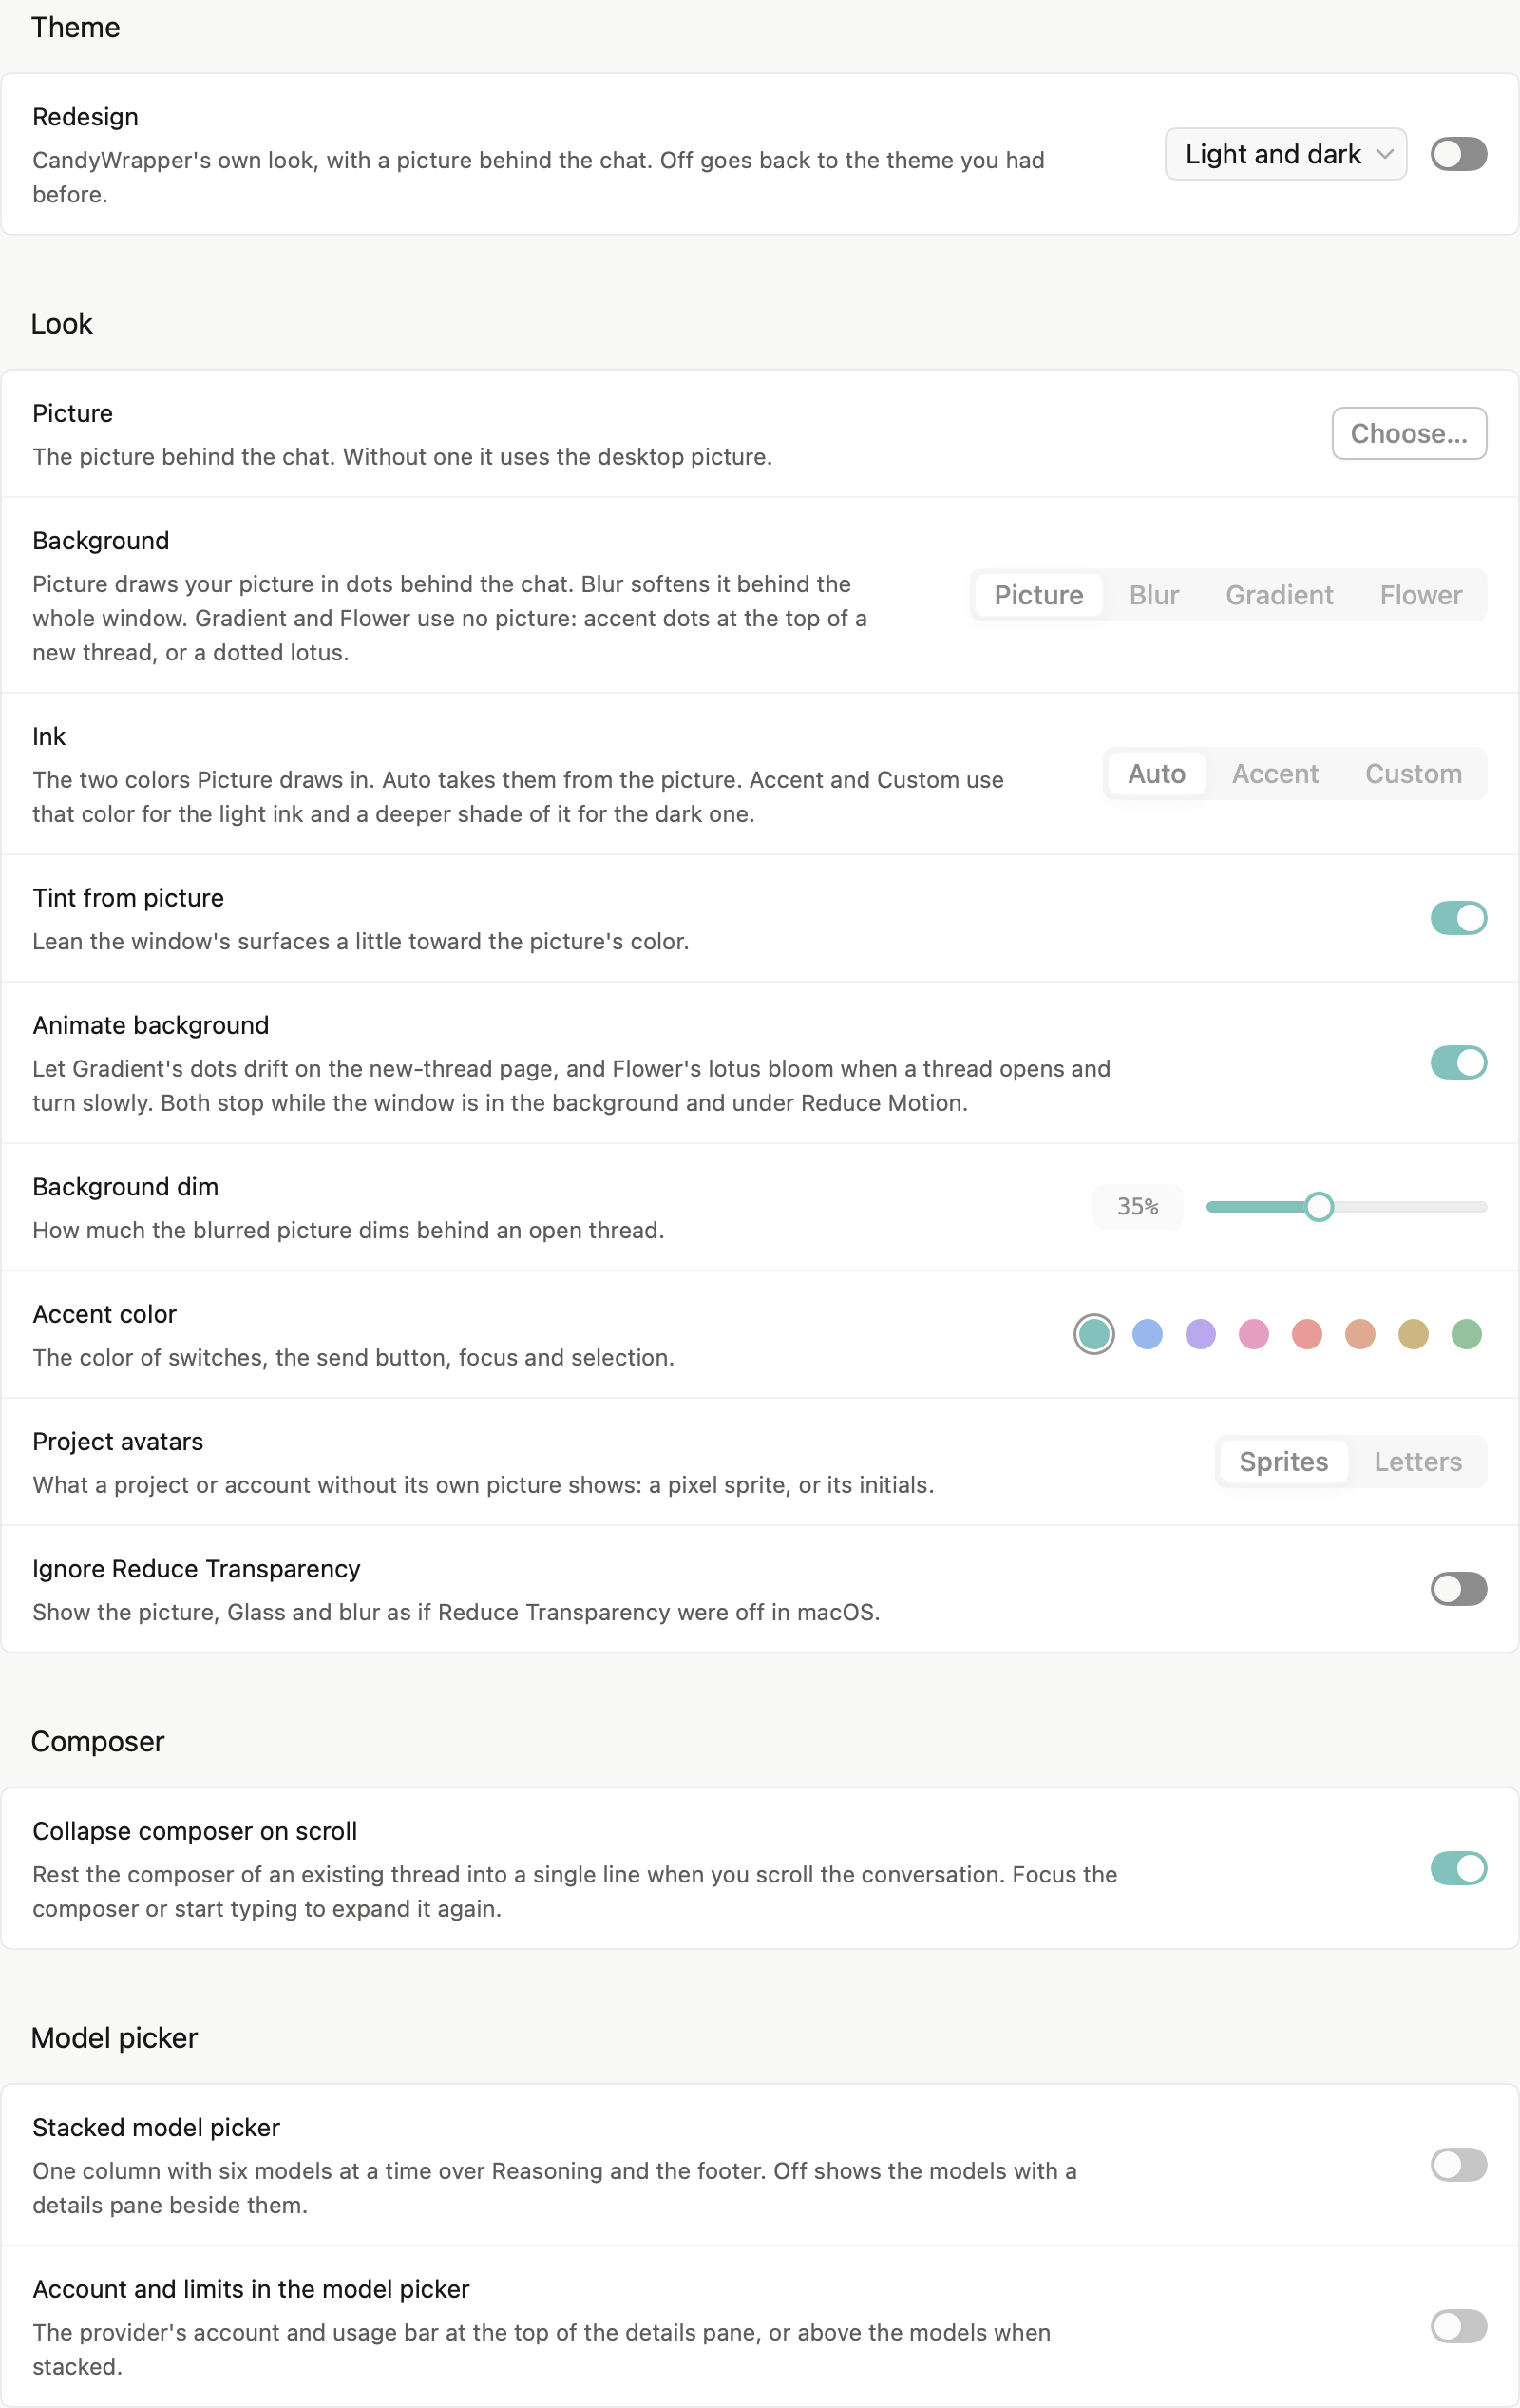 Theme
Redesign
CandyWrapper's own look, with a picture behind the chat. Off goes back to the theme you had
before.
Light and dark
Look
Picture
The picture behind the chat. Without one it uses the desktop picture.
Choose...
Background
Picture draws your picture in dots behind the chat. Blur softens it behind the
whole window. Gradient and Flower use no picture: accent dots at the top of a
new thread, or a dotted lotus.
Picture Blur Gradient Flower
Ink
The two colors Picture draws in. Auto takes them from the picture. Accent and Custom use
that color for the light ink and a deeper shade of it for the dark one.
Auto Accent Custom
Tint from picture
Lean the window's surfaces a little toward the picture's color.
Animate background
Let Gradient's dots drift on the new-thread page, and Flower's lotus bloom when a thread opens and
turn slowly. Both stop while the window is in the background and under Reduce Motion.
Background dim
How much the blurred picture dims behind an open thread.
35%
Accent color
The color of switches, the send button, focus and selection.
Project avatars
What a project or account without its own picture shows: a pixel sprite, or its initials.
Sprites Letters
Ignore Reduce Transparency
Show the picture, Glass and blur as if Reduce Transparency were off in macOS.
Composer
Collapse composer on scroll
Rest the composer of an existing thread into a single line when you scroll the conversation. Focus the
composer or start typing to expand it again.
Model picker
Stacked model picker
One column with six models at a time over Reasoning and the footer. Off shows the models with a
details pane beside them.
Account and limits in the model picker
The provider's account and usage bar at the top of the details pane, or above the models when
stacked.